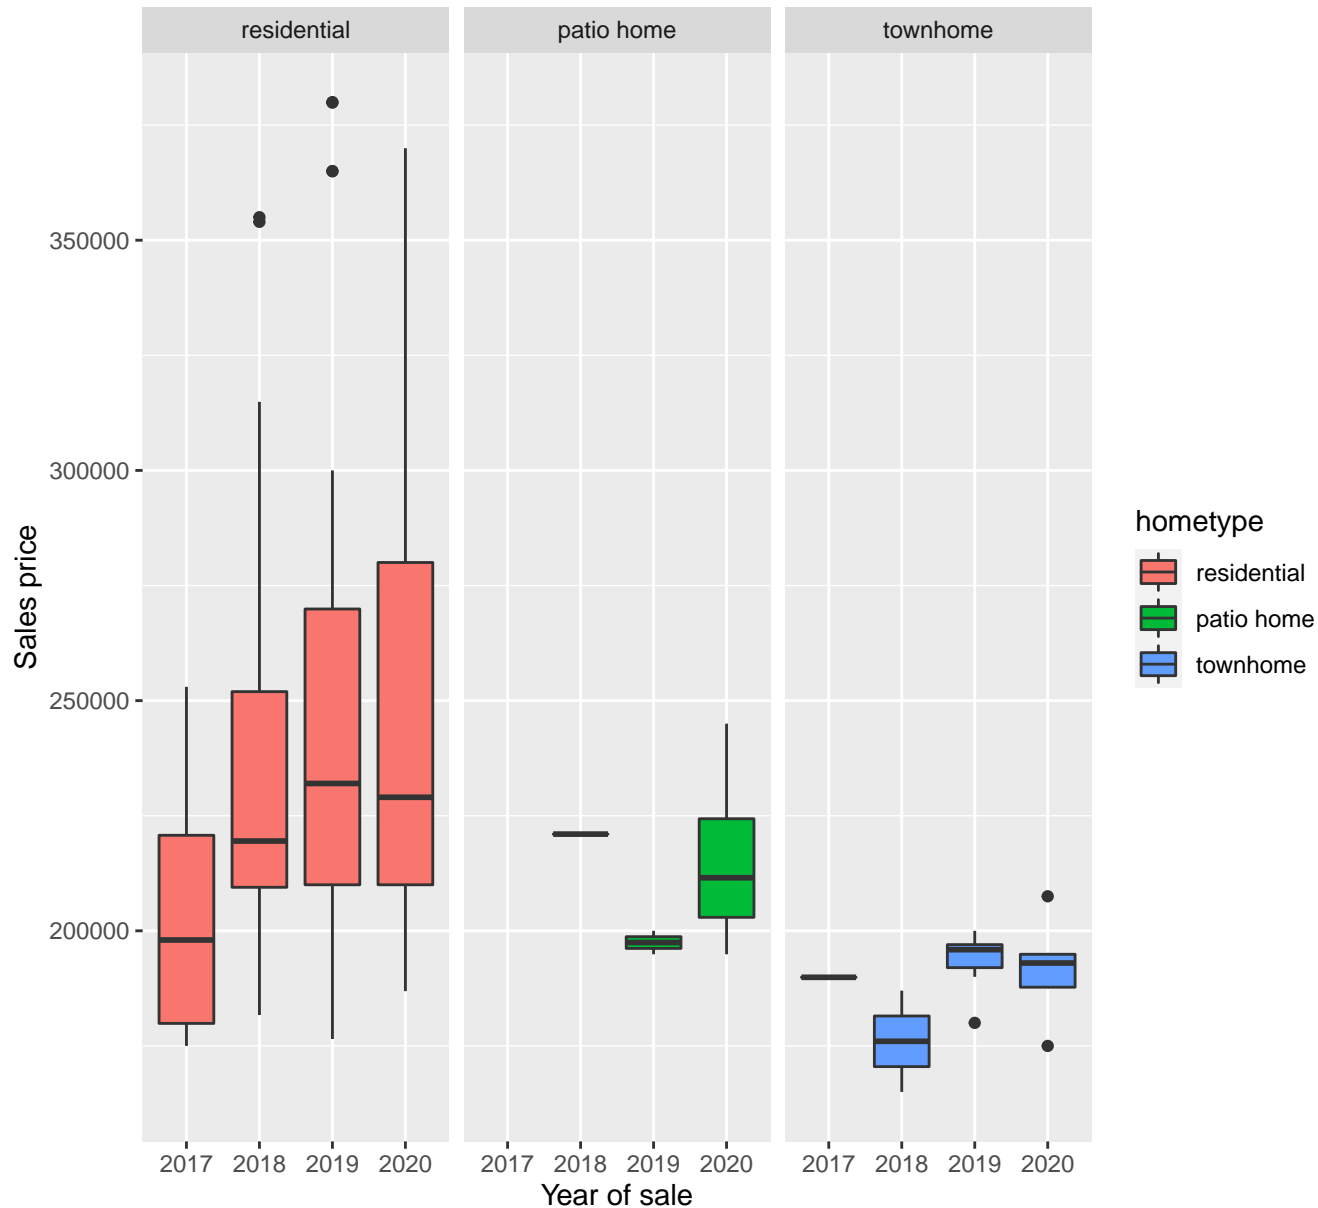 residential
patio home
townhome
350000
300000
250000
200000
Sales price
2017 2018 2019 2020
2017 2018 2019 2020
2017 2018 2019 2020
Year of sale
hometype
residential
patio home
townhome